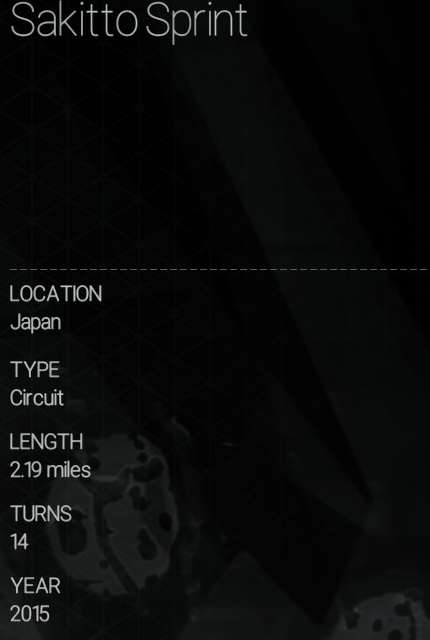 Sakitto Sprint
LOCATION
Japan
TYPE
Circuit
LENGTH
2.19 miles
TURNS
14
YEAR
2015